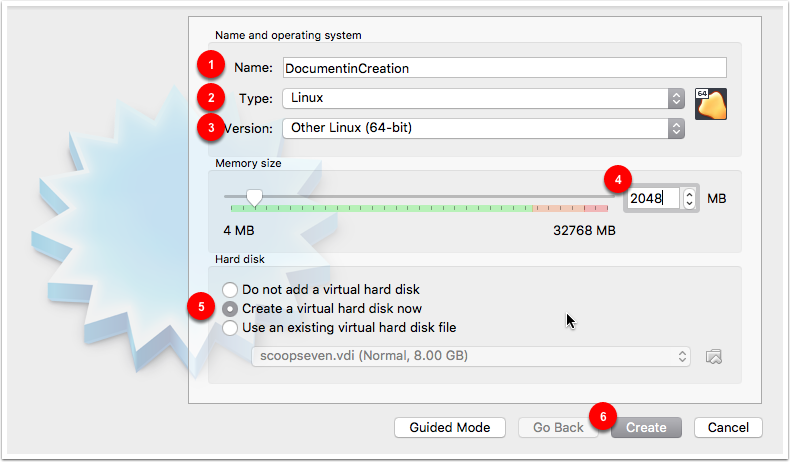 Name and operating system
1 Name: DocumentinCreation
2 Type: Linux 64
3 Version: Other Linux (64-bit)
Memory size
4
2048 MB
4 MB 32768 MB
Hard disk
Do not add a virtual hard disk
5 Create a virtual hard disk now
Use an existing virtual hard disk file
scoopseven.vdi (Normal, 8.00 GB)
6
Guided Mode Go Back Create Cancel